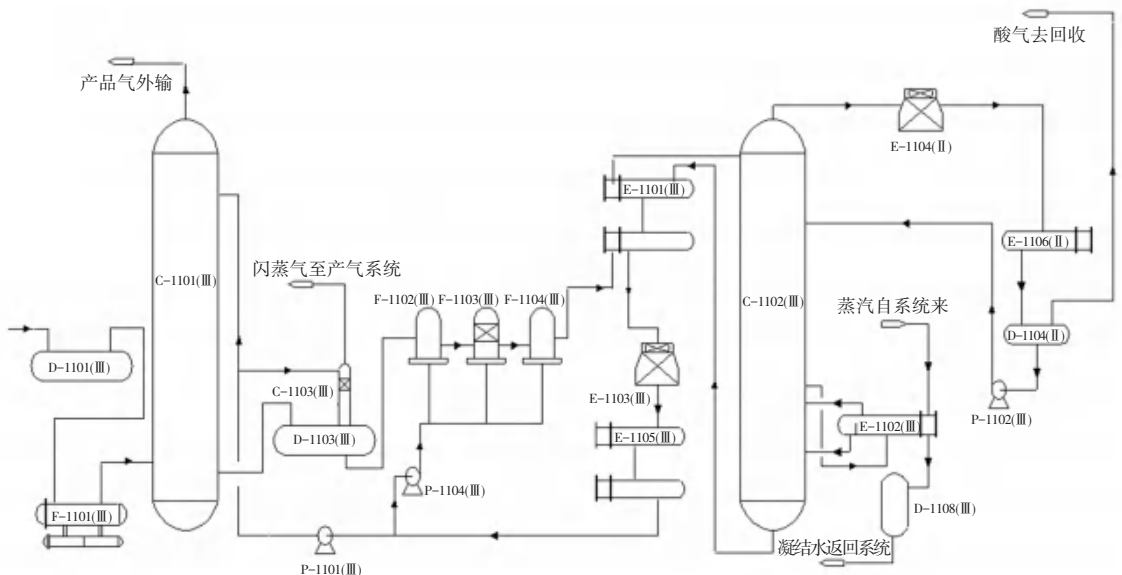 酸气去回收
产品气外输
E-1104(Ⅱ)
E-1101(Ⅲ)
E-1106(Ⅱ)
闪蒸气至产气系统
C-1101(Ⅲ)
F-1102(Ⅲ)
F-1103(Ⅲ)
F-1104(Ⅲ)
C-1102(Ⅲ)
蒸汽自系统来
D-1104(Ⅱ)
D-1101(Ⅲ)
C-1103(Ⅲ)
E-1103(Ⅲ)
P-1102(Ⅲ)
E-1102(Ⅲ)
D-1103(Ⅲ)
E-1105(Ⅲ)
P-1104(Ⅲ)
D-1108(Ⅲ)
F-1101(Ⅲ)
凝结水返回系统
P-1101(Ⅲ)